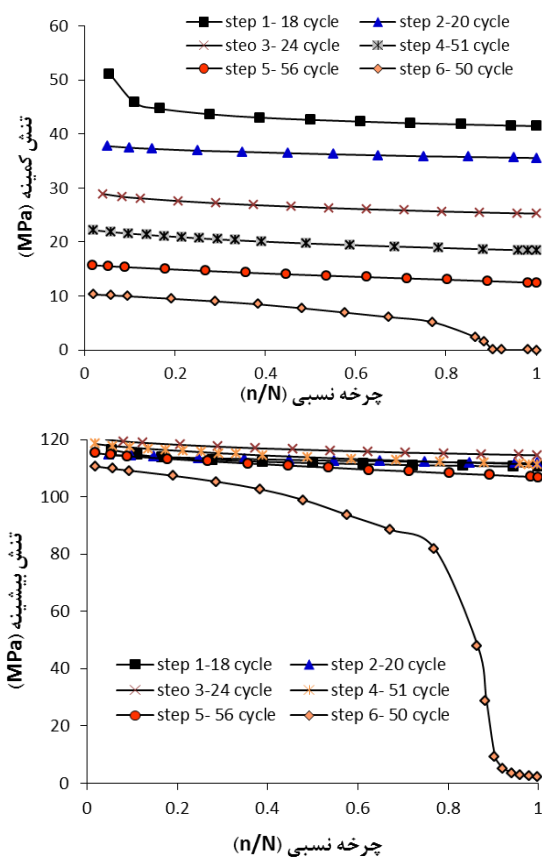 step 1- 18 cycle
step 2-20 cycle
steo 3- 24 cycle
step 4-51 cycle
step 5- 56 cycle
step 6- 50 cycle
تنش کمینه (MPa)
60
50
40
30
20
10
0
0 0.2 0.4 0.6 0.8 1
چرخه نسبی (n/N)
تنش بیشینه (MPa)
120
100
80
60
40
20
0
step 1-18 cycle
step 2-20 cycle
steo 3-24 cycle
step 4- 51 cycle
step 5- 56 cycle
step 6- 50 cycle
0 0.2 0.4 0.6 0.8 1
چرخه نسبی (n/N)